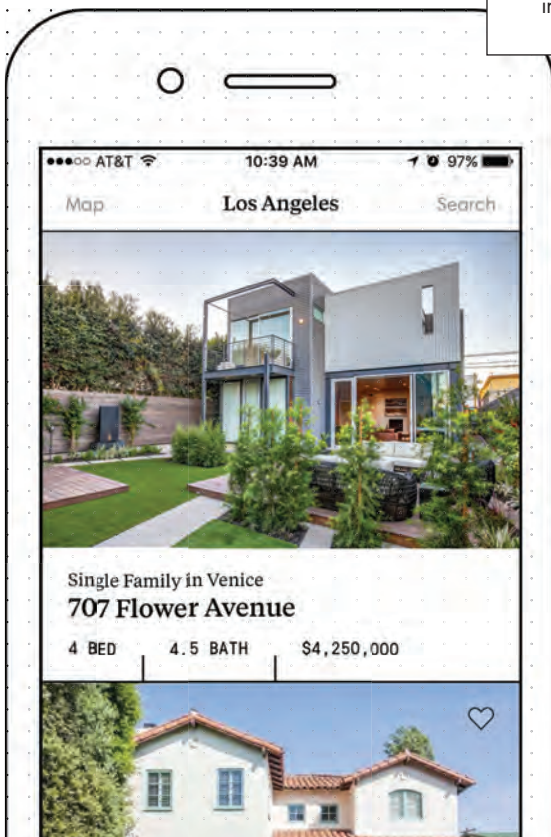 AT&T 10:39 AM 97%
Map Los Angeles Search
Single Family in Venice
707 Flower Avenue
4 BED 4.5 BATH $4,250,000